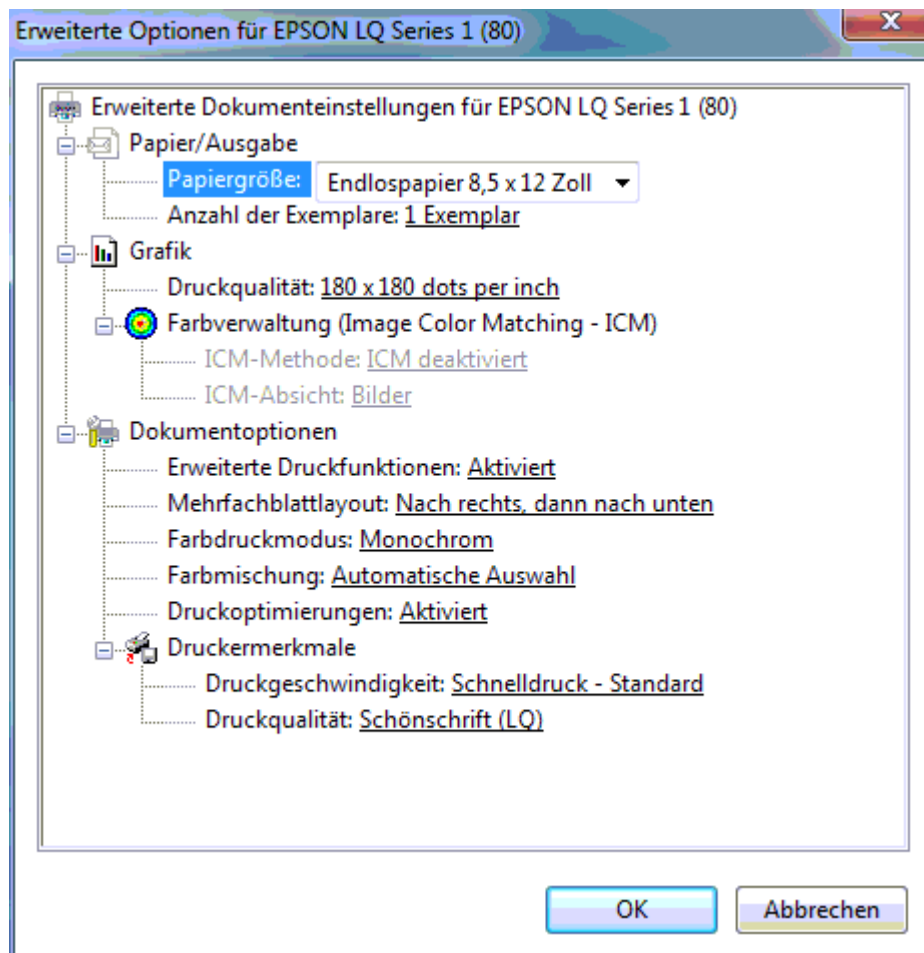 Erweiterte Optionen für EPSON LQ Series 1 (80)
Erweiterte Dokumenteinstellungen für EPSON LQ Series 1 (80)
Papier/Ausgabe
Papiergröße: Endlospapier 8,5 x 12 Zoll
Anzahl der Exemplare: 1 Exemplar
Grafik
Druckqualität: 180 x 180 dots per inch
Farbverwaltung (Image Color Matching - ICM)
ICM-Methode: ICM deaktiviert
ICM-Absicht: Bilder
Dokumentoptionen
Erweiterte Druckfunktionen: Aktiviert
Mehrfachblattlayout: Nach rechts, dann nach unten
Farbdruckmodus: Monochrom
Farbmischung: Automatische Auswahl
Druckoptimierungen: Aktiviert
Druckermerkmale
Druckgeschwindigkeit: Schnelldruck - Standard
Druckqualität: Schönschrift (LQ)
OK Abbrechen